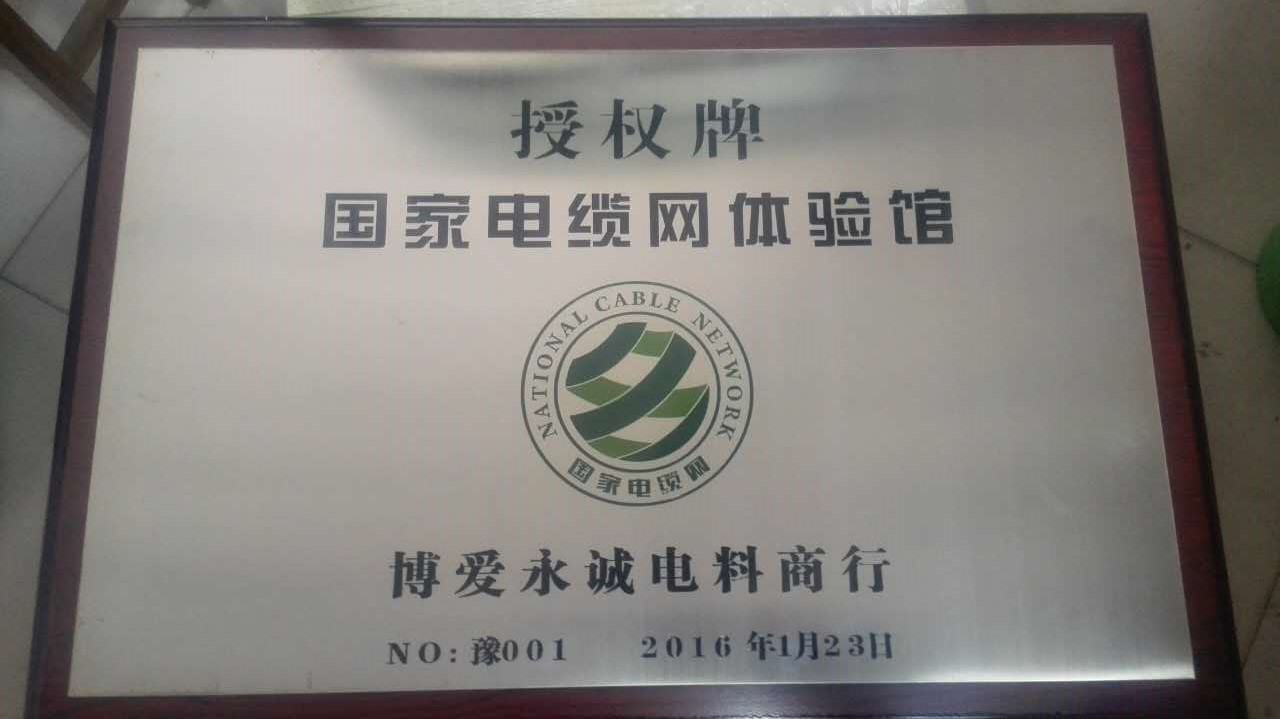 授权牌
国家电缆网体验馆
NATIONAL CABLE NETWORK
国家电缆网
博爱永诚电料商行
NO: 豫001 2016年1月23日